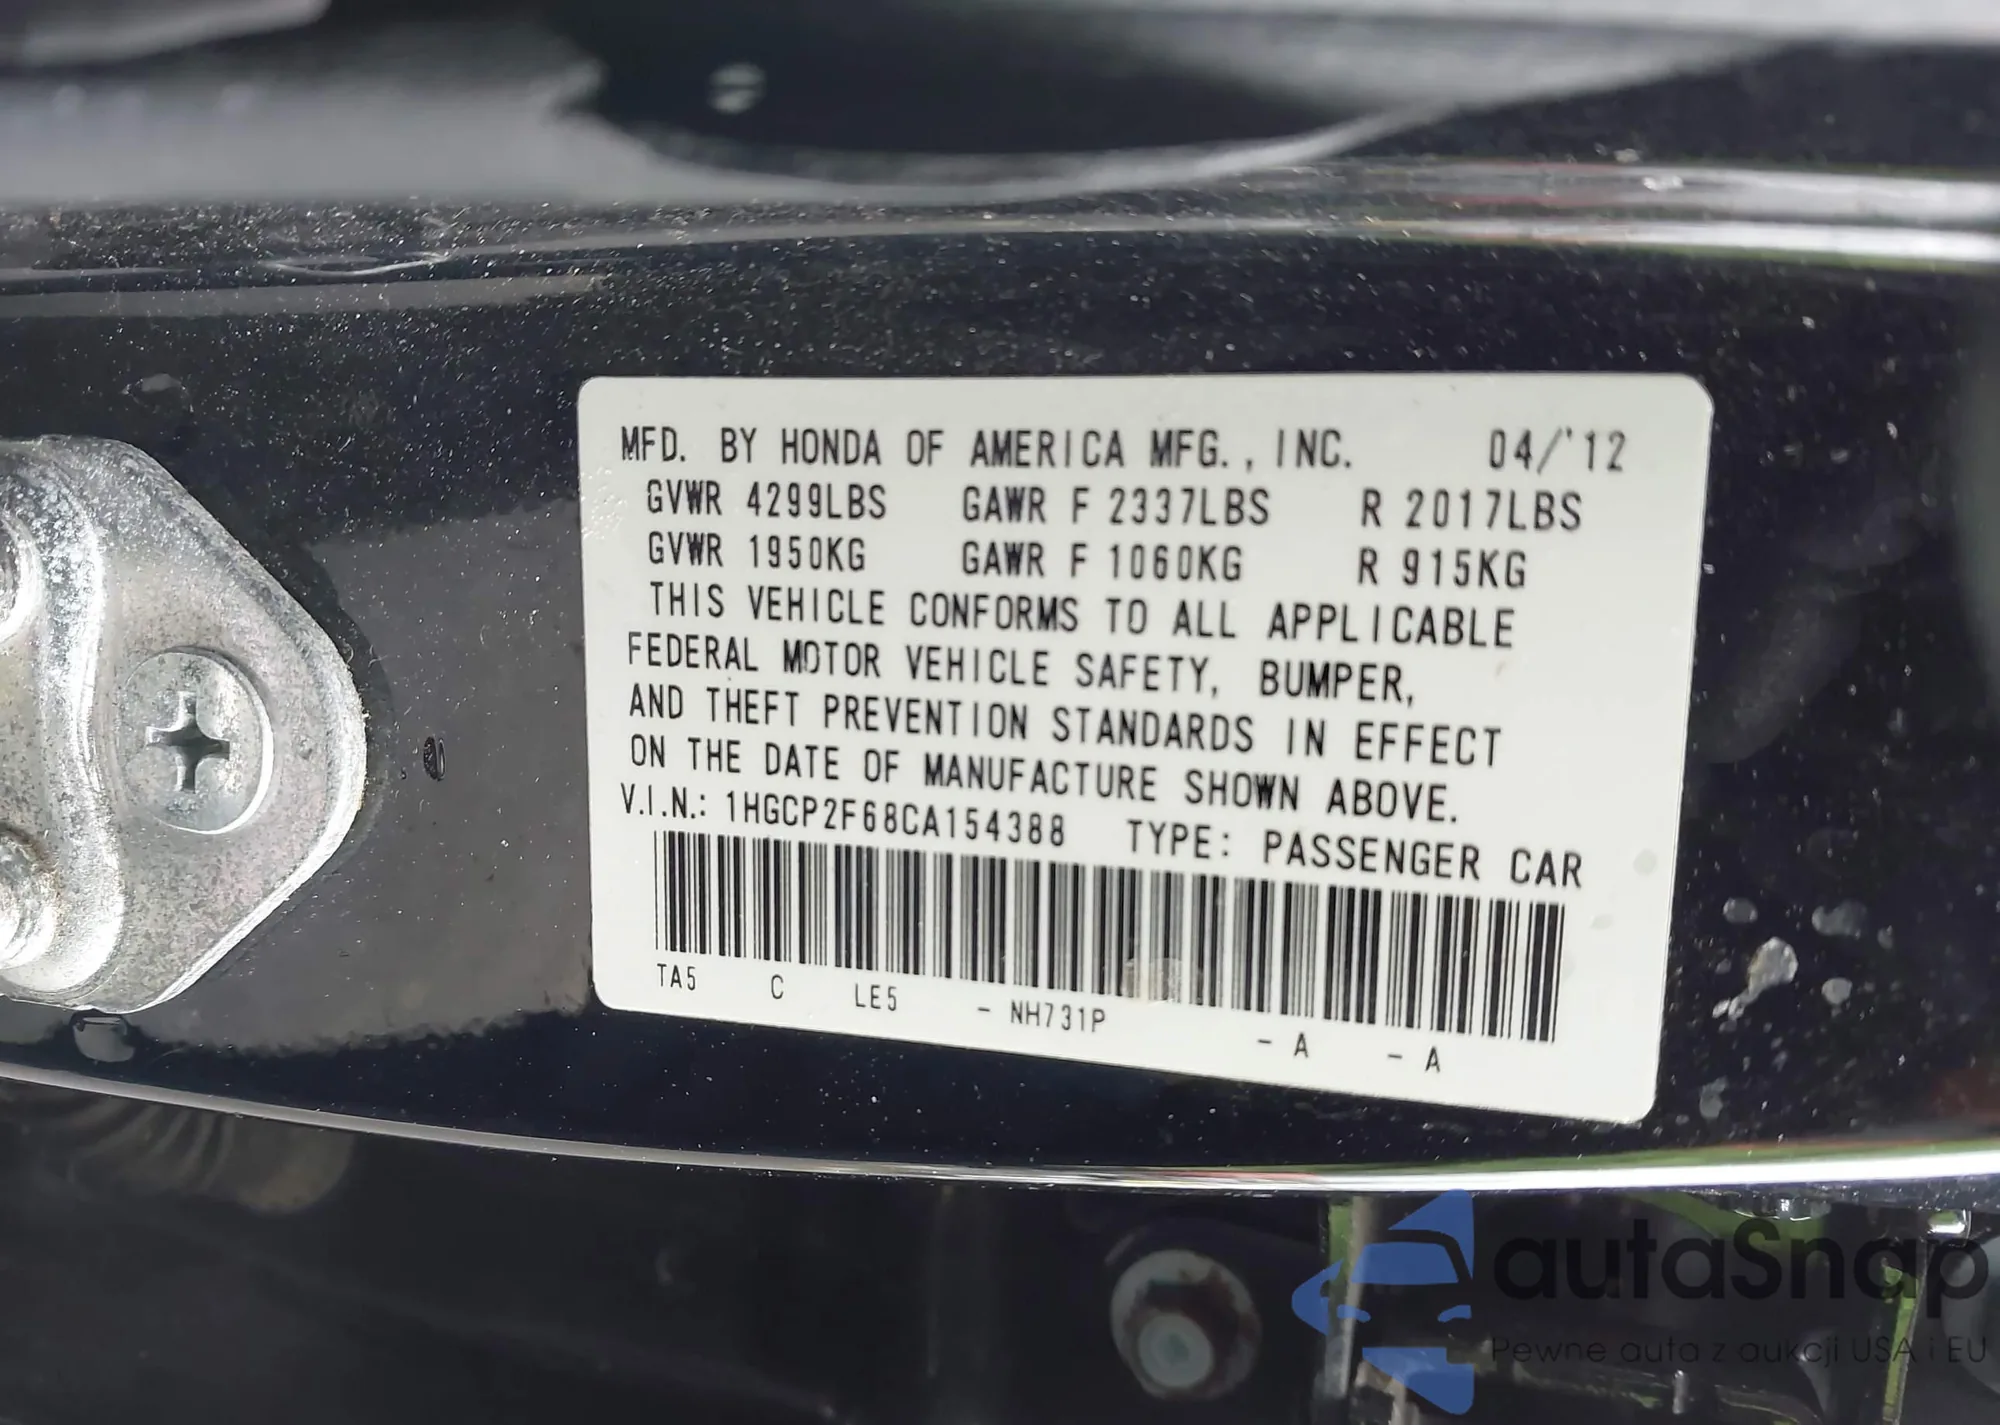 MFD. BY HONDA OF AMERICA MFG., INC. 04/'12
GVWR 4299LBS GAWR F 2337LBS R 2017LBS
GVWR 1950KG GAWR F 1060KG R 915KG
THIS VEHICLE CONFORMS TO ALL APPLICABLE
FEDERAL MOTOR VEHICLE SAFETY, BUMPER,
AND THEFT PREVENTION STANDARDS IN EFFECT
ON THE DATE OF MANUFACTURE SHOWN ABOVE.
V.I.N.: 1HGCP2F68CA154388 TYPE: PASSENGER CAR
TA5 C LE5 - NH731P - A - A
autaSnap
Pewne auta z aukcji USA i EU